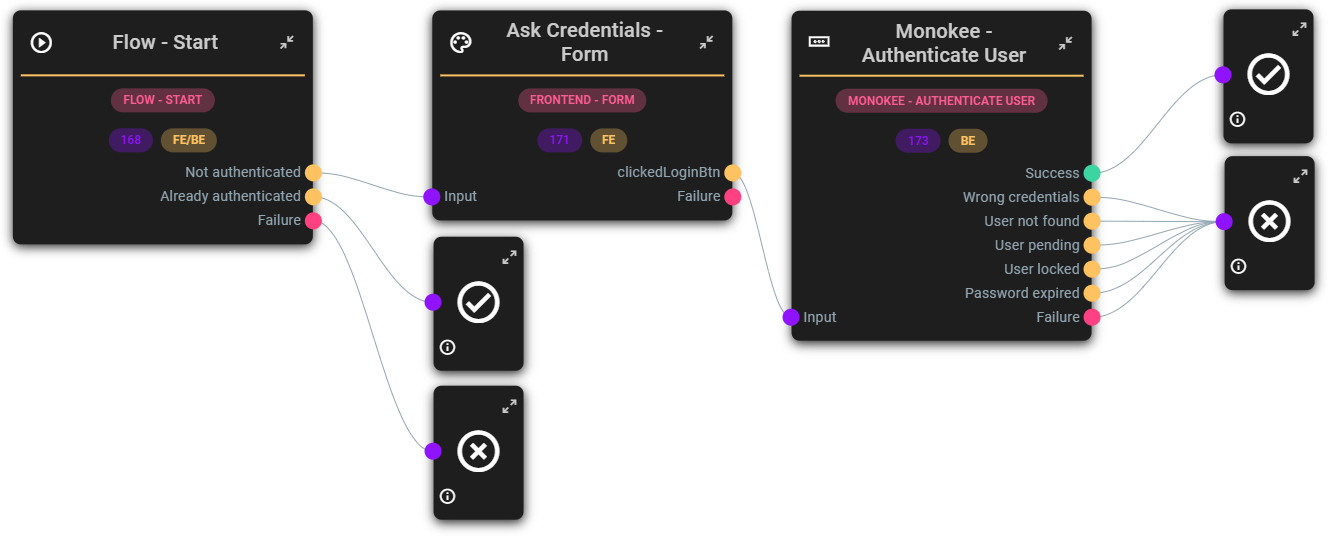 Flow - Start
FLOW - START
168 FE/BE
Not authenticated
Already authenticated
Failure
Ask Credentials -
Form
FRONTEND - FORM
171 FE
clickedLoginBtn
Input Failure
Monokee -
Authenticate User
MONOKEE - AUTHENTICATE USER
173 BE
Success
Wrong credentials
User not found
User pending
User locked
Password expired
Input Failure